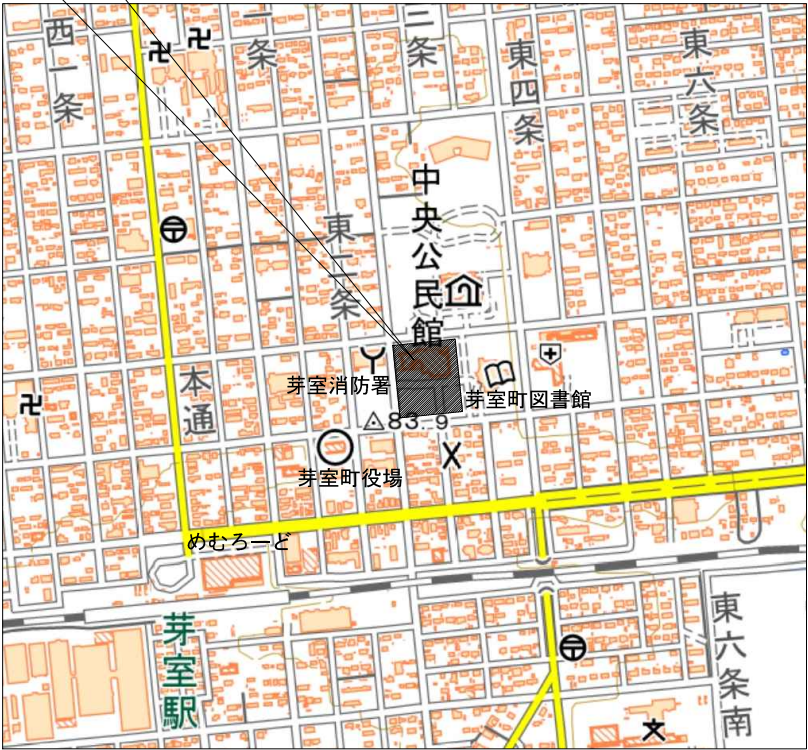 西一条
一条
二条
東四条
東六条
中央公民館
東二条
本通
芽室消防署
芽室町図書館
83.9
芽室町役場
めむろーど
芽室駅
東六条南